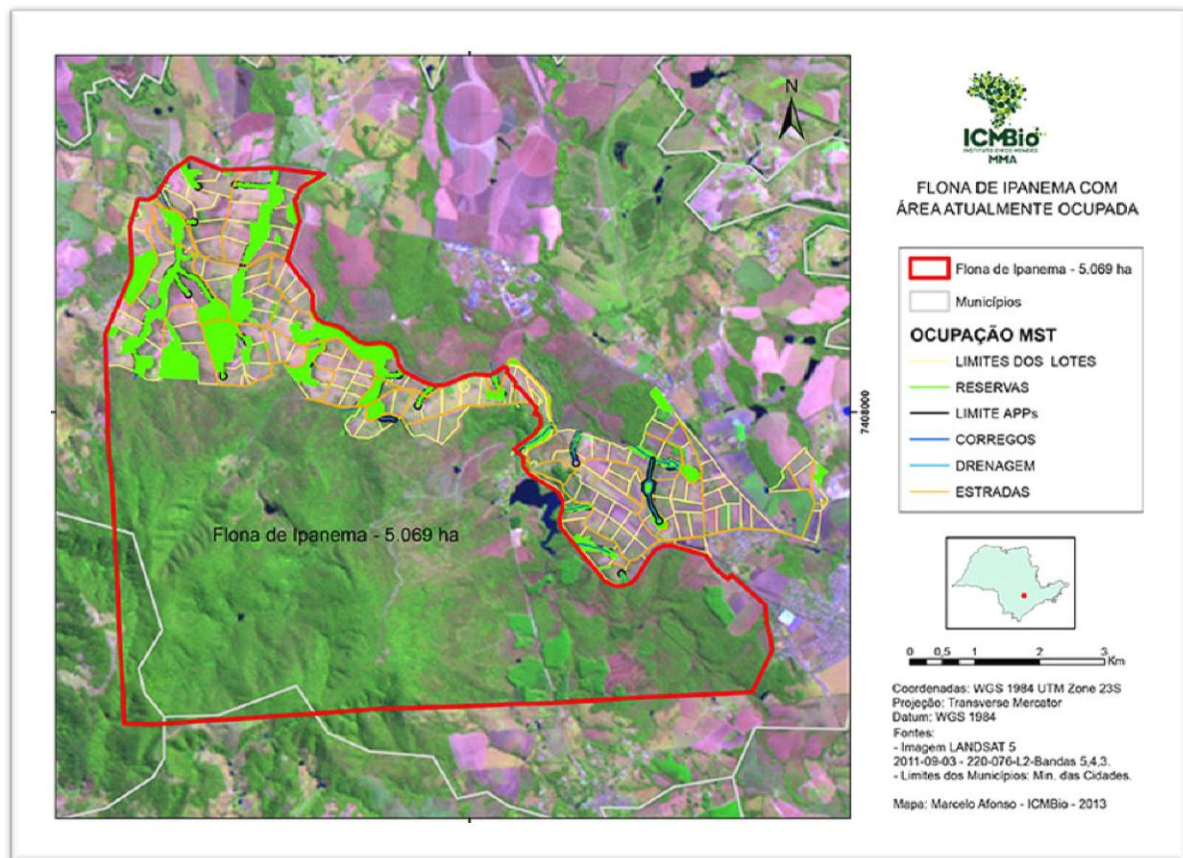 N
Flona de Ipanema - 5.069 ha
7408000
ICMBio
INSTITUTO CHICO MENDES
MMA
FLONA DE IPANEMA COM
ÁREA ATUALMENTE OCUPADA
Flona de Ipanema - 5.069 ha
Municípios
OCUPAÇÃO MST
LIMITES DOS LOTES
RESERVAS
LIMITE APPs
CORREGOS
DRENAGEM
ESTRADAS
0 0,5 1 2 3
Km
Coordenadas: WGS 1984 UTM Zone 23S
Projeção: Transverse Mercator
Datum: WGS 1984
Fontes:
- Imagem LANDSAT 5
2011-09-03 - 220-076-L2-Bandas 5,4,3.
- Limites dos Municípios: Min. das Cidades.
Mapa: Marcelo Afonso - ICMBio - 2013